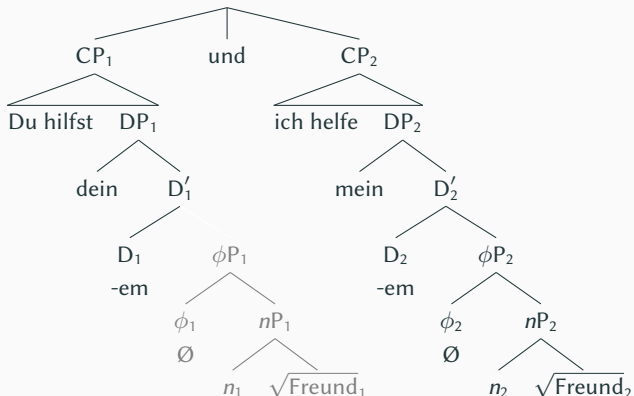 CP₁ und CP₂
Du hilfst DP₁ ich helfe DP₂
dein D′₁ mein D′₂
D₁ ϕP₁ D₂ ϕP₂
-em -em
ϕ₁ nP₁ ϕ₂ nP₂
Ø Ø
n₁ √Freund₁ n₂ √Freund₂